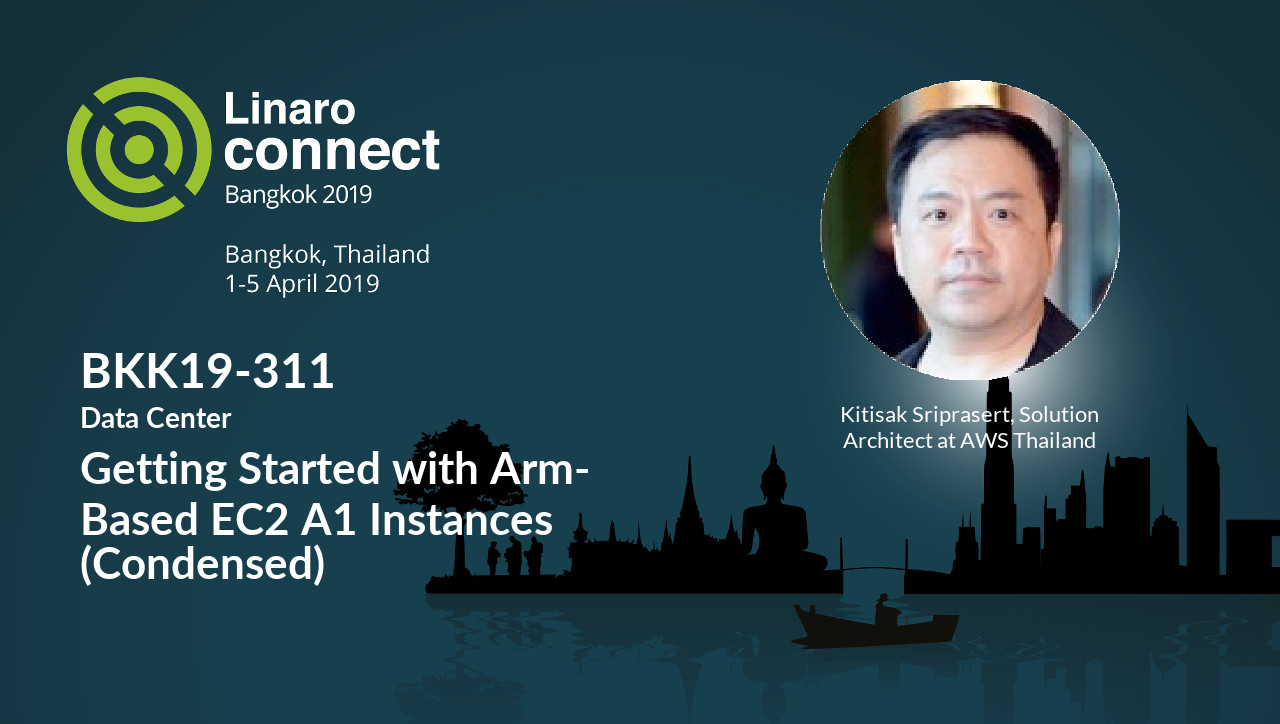 Linaro
connect
Bangkok 2019
Bangkok, Thailand
1-5 April 2019
BKK19-311
Data Center
Getting Started with Arm-
Based EC2 A1 Instances
(Condensed)
Kitisak Sriprasert, Solution
Architect at AWS Thailand